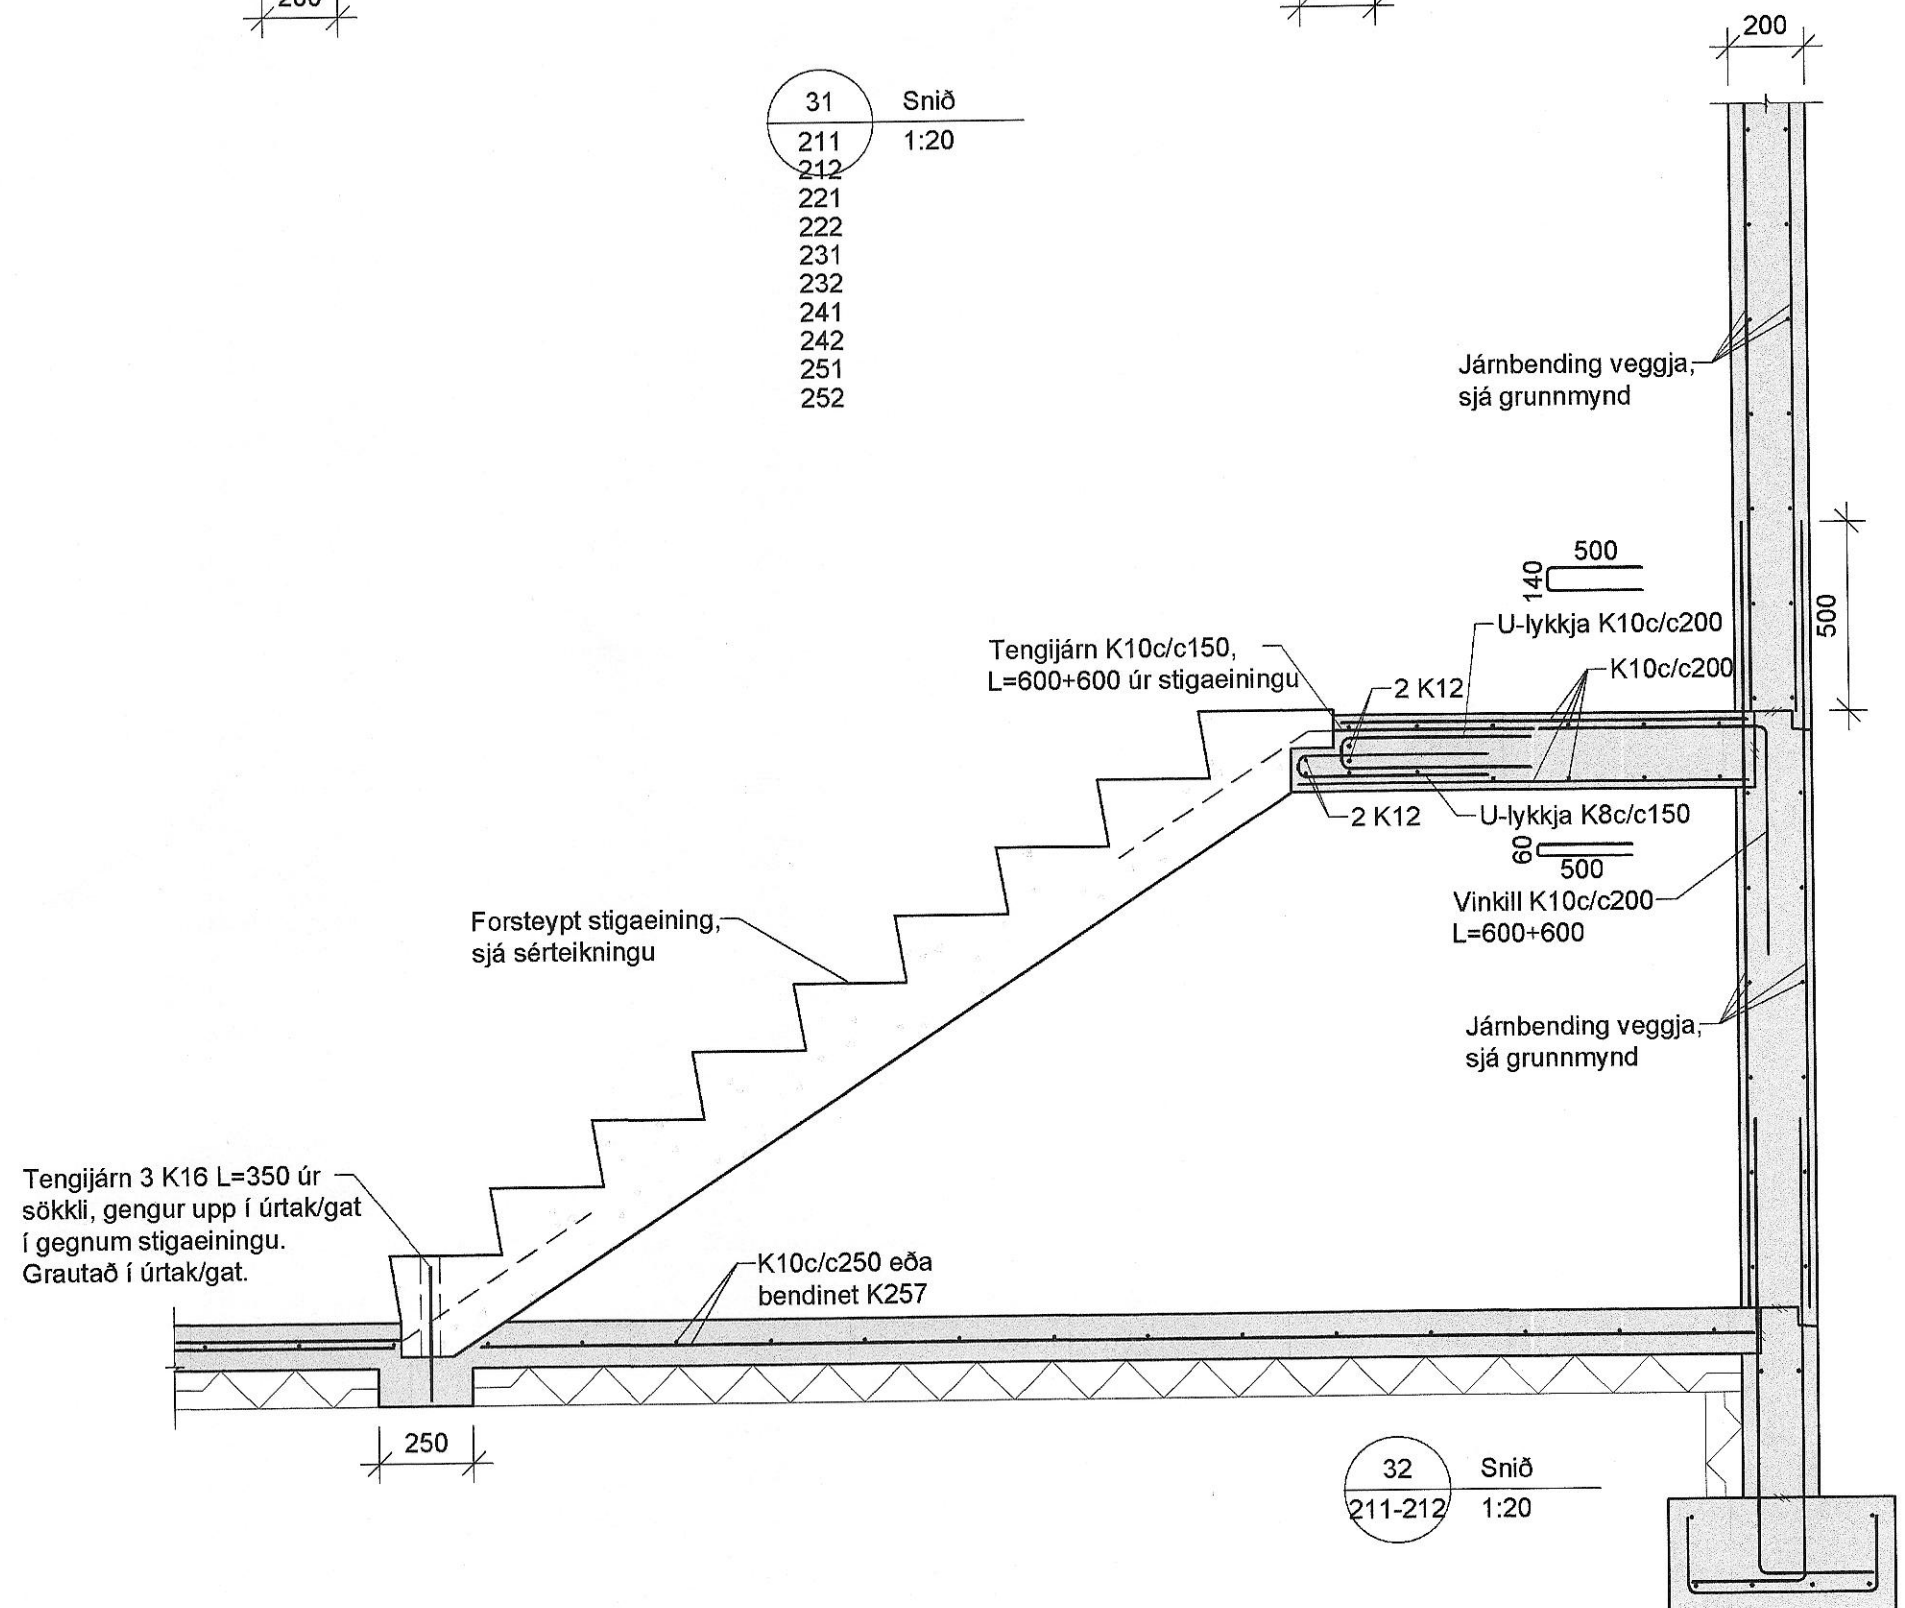 200
200
31 Snið
211 1:20
212
221
222
231
232
241
242
251
252
Járnbending veggja,
sjá grunnmynd
500
140
U-lykkja K10c/c200
500
Tengijárn K10c/c150,
L=600+600 úr stigaeiningu
K10c/c200
2 K12
2 K12
U-lykkja K8c/c150
60
500
Vinkill K10c/c200
L=600+600
Forsteypt stigaeining,
sjá sérteikningu
Járnbending veggja,
sjá grunnmynd
Tengijárn 3 K16 L=350 úr
sökkli, gengur upp í úrtak/gat
í gegnum stigaeiningu.
Grautað í úrtak/gat.
K10c/c250 eða
bendinet K257
250
32 Snið
211-212 1:20